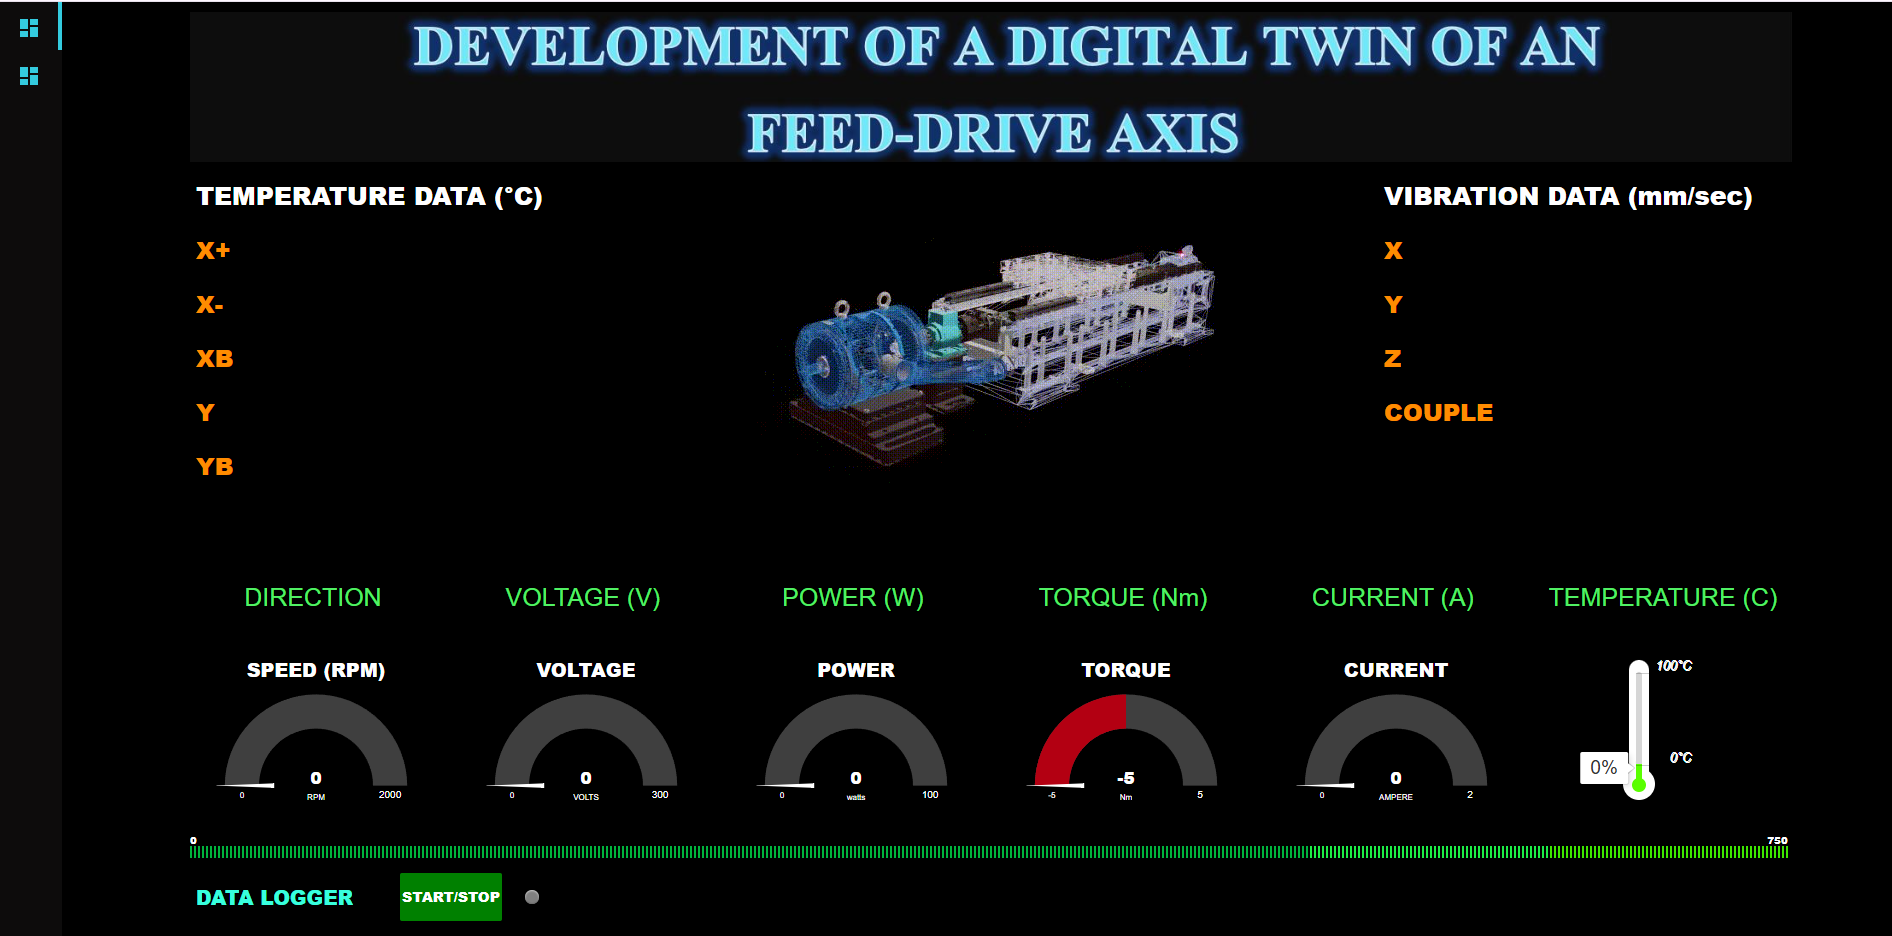 DEVELOPMENT OF A DIGITAL TWIN OF AN
FEED-DRIVE AXIS
TEMPERATURE DATA (°C)
X+
X-
XB
Y
YB
VIBRATION DATA (mm/sec)
X
Y
Z
COUPLE
DIRECTION
VOLTAGE (V)
POWER (W)
TORQUE (Nm)
CURRENT (A)
TEMPERATURE (C)
SPEED (RPM)
0
0 RPM 2000
VOLTAGE
0
0 VOLTS 300
POWER
0
0 watts 100
TORQUE
-5
-5 Nm 5
CURRENT
0
0 AMPERE 2
100°C
0°C
0%
0 750
DATA LOGGER START/STOP